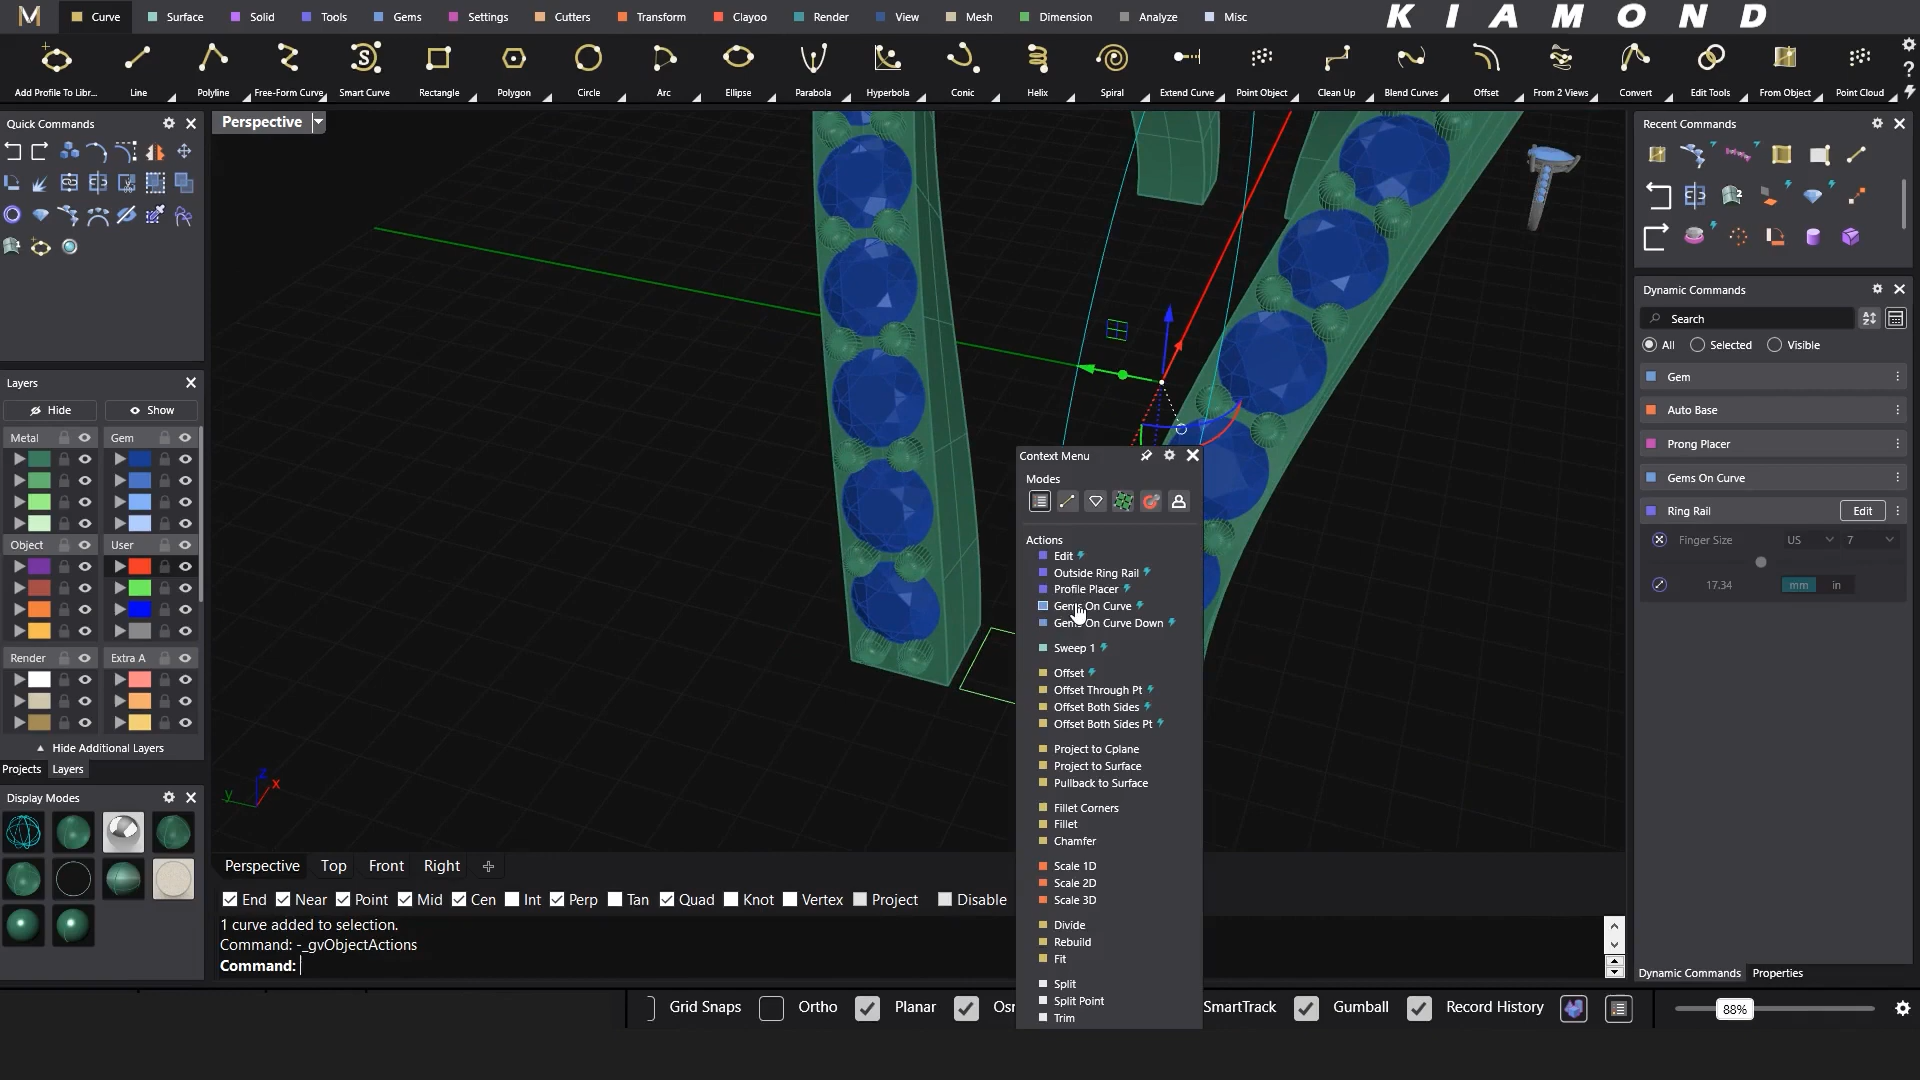 Curve Surface Solid Tools Gems Settings Cutters Transform Clayoo Render View Mesh Dimension Analyze Misc
KIAMOND
Add Profile To Libr... Line Polyline Free-Form Curve Smart Curve Rectangle Polygon Circle Arc Ellipse Parabola Hyperbola Conic Helix Spiral Extend Curve Point Object Clean Up Blend Curves Offset From 2 Views Convert Edit Tools From Object Point Cloud
Quick Commands
Layers
Hide Show
Metal Gem
Object User
Render Extra A
Hide Additional Layers
Projects Layers
Display Modes
Perspective
z
y x
Context Menu
Modes
Actions
Edit
Outside Ring Rail
Profile Placer
Gems On Curve
Gems On Curve Down
Sweep 1
Offset
Offset Through Pt
Offset Both Sides
Offset Both Sides Pt
Project to Cplane
Project to Surface
Pullback to Surface
Fillet Corners
Fillet
Chamfer
Scale 1D
Scale 2D
Scale 3D
Divide
Rebuild
Fit
Split
Split Point
Trim
Perspective Top Front Right
End Near Point Mid Cen Int Perp Tan Quad Knot Vertex Project Disable
1 curve added to selection.
Command: -_gvObjectActions
Command:
Recent Commands
Dynamic Commands
Search
All Selected Visible
Gem
Auto Base
Prong Placer
Gems On Curve
Ring Rail Edit
Finger Size US 7
17.34 mm in
Dynamic Commands Properties
Grid Snaps Ortho Planar Osn SmartTrack Gumball Record History 88%